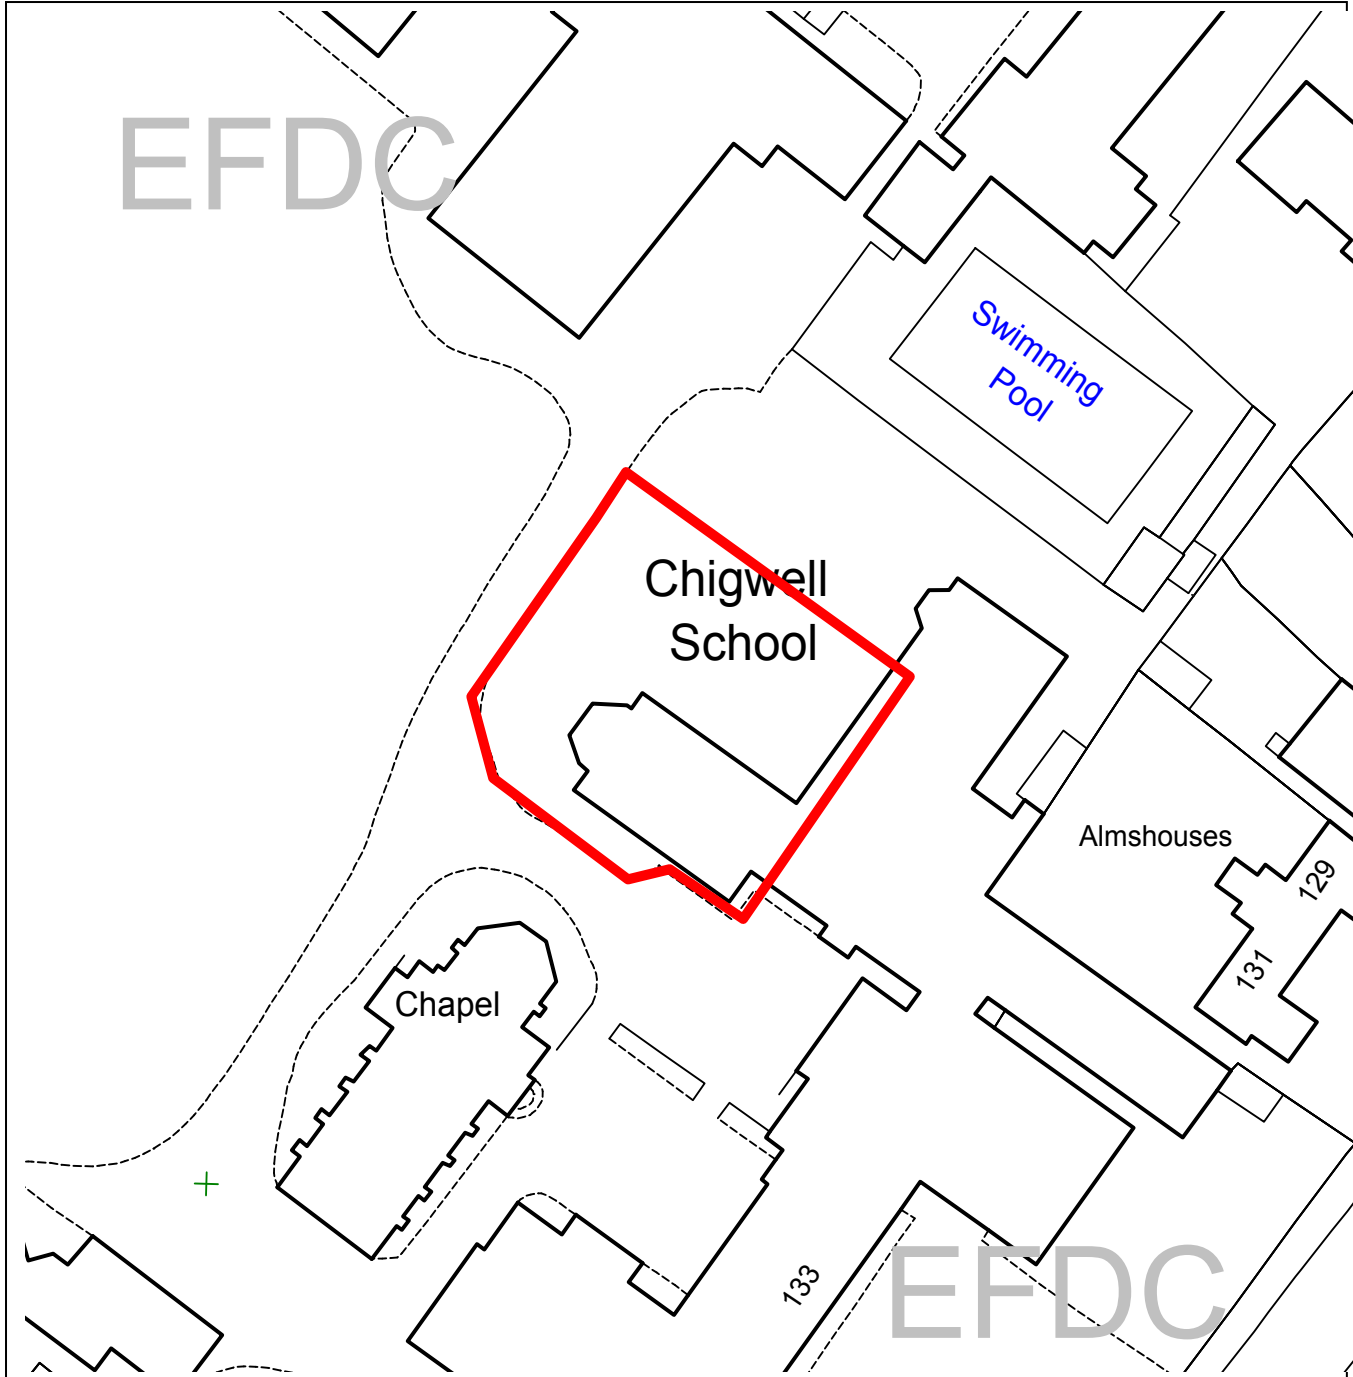 EFDC
Swimming
Pool
Chigwell
School
Almshouses
129
131
Chapel
133
EFDC